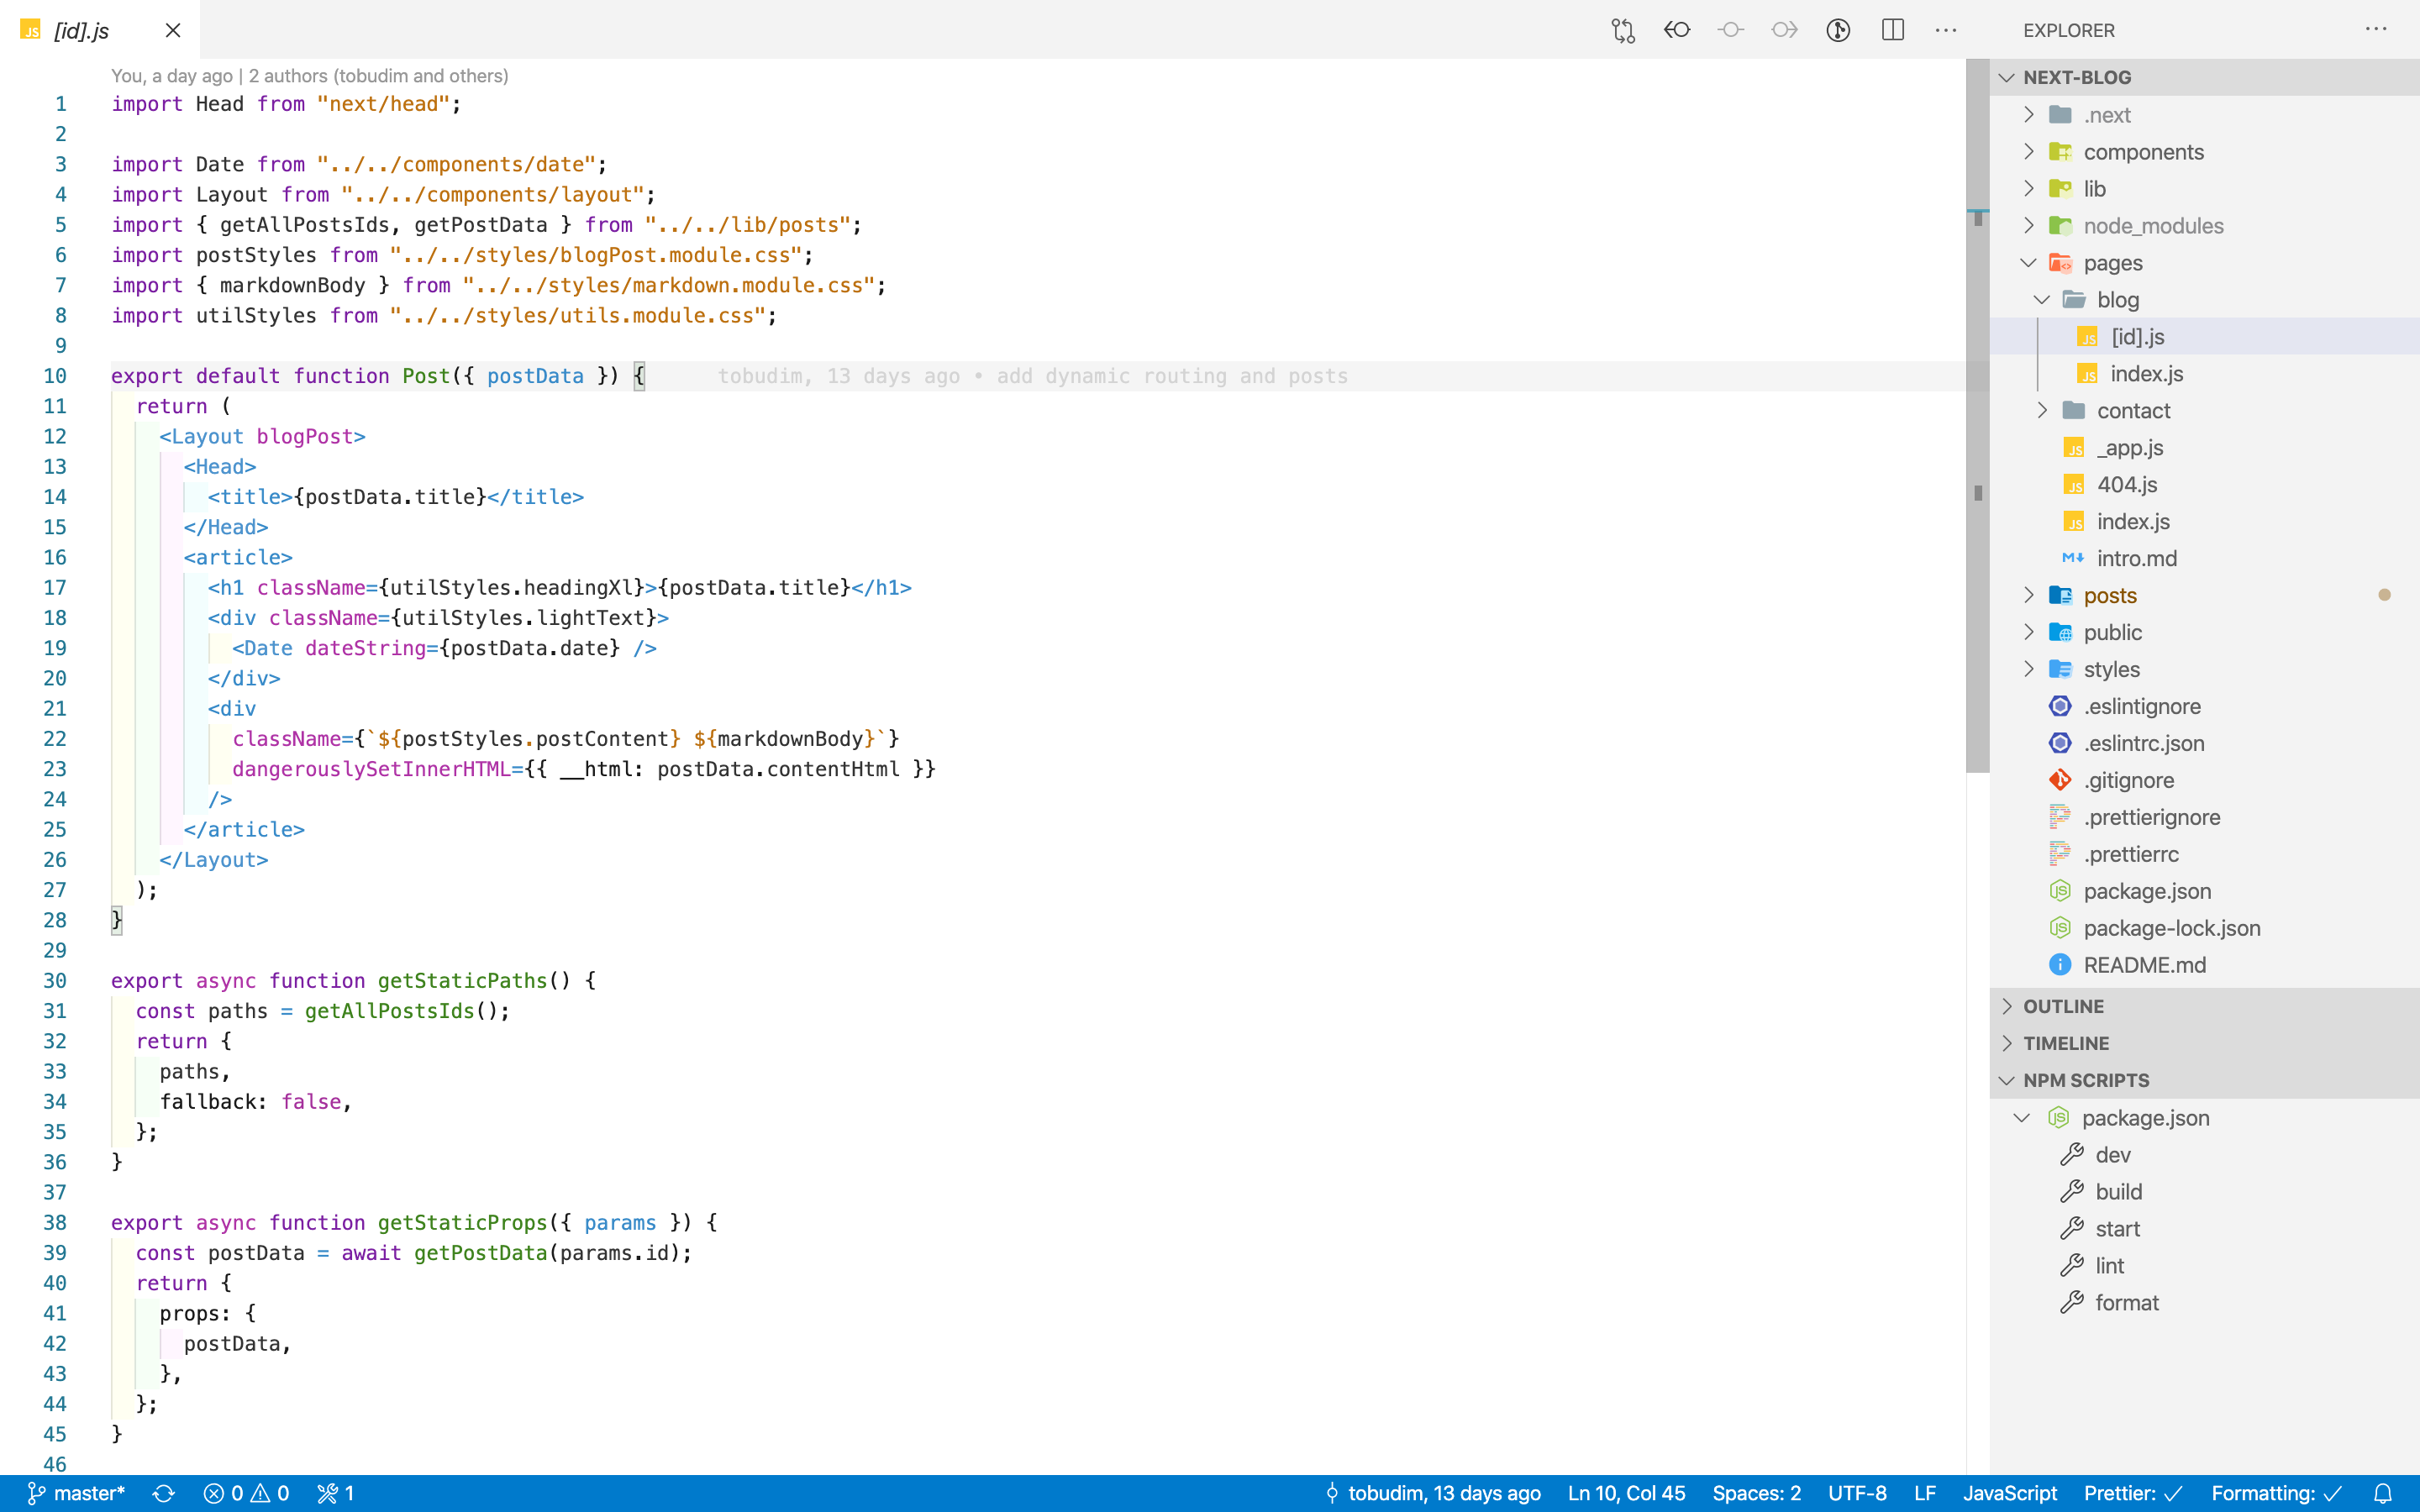 [id].js
EXPLORER
You, a day ago | 2 authors (tobudim and others)
1 import Head from "next/head";
2
3 import Date from "../../components/date";
4 import Layout from "../../components/layout";
5 import { getAllPostsIds, getPostData } from "../../lib/posts";
6 import postStyles from "../../styles/blogPost.module.css";
7 import { markdownBody } from "../../styles/markdown.module.css";
8 import utilStyles from "../../styles/utils.module.css";
9
10 export default function Post({ postData }) { tobudim, 13 days ago • add dynamic routing and posts
11 return (
12 <Layout blogPost>
13 <Head>
14 <title>{postData.title}</title>
15 </Head>
16 <article>
17 <h1 className={utilStyles.headingXl}>{postData.title}</h1>
18 <div className={utilStyles.lightText}>
19 <Date dateString={postData.date} />
20 </div>
21 <div
22 className={`${postStyles.postContent} ${markdownBody}`}
23 dangerouslySetInnerHTML={{ __html: postData.contentHtml }}
24 />
25 </article>
26 </Layout>
27 );
28 }
29
30 export async function getStaticPaths() {
31 const paths = getAllPostsIds();
32 return {
33 paths,
34 fallback: false,
35 };
36 }
37
38 export async function getStaticProps({ params }) {
39 const postData = await getPostData(params.id);
40 return {
41 props: {
42 postData,
43 },
44 };
45 }
46
NEXT-BLOG
.next
components
lib
node_modules
pages
blog
[id].js
index.js
contact
_app.js
404.js
index.js
intro.md
posts
public
styles
.eslintignore
.eslintrc.json
.gitignore
.prettierignore
.prettierrc
package.json
package-lock.json
README.md
OUTLINE
TIMELINE
NPM SCRIPTS
package.json
dev
build
start
lint
format
master* 0 0 1 tobudim, 13 days ago Ln 10, Col 45 Spaces: 2 UTF-8 LF JavaScript Prettier: ✓ Formatting: ✓